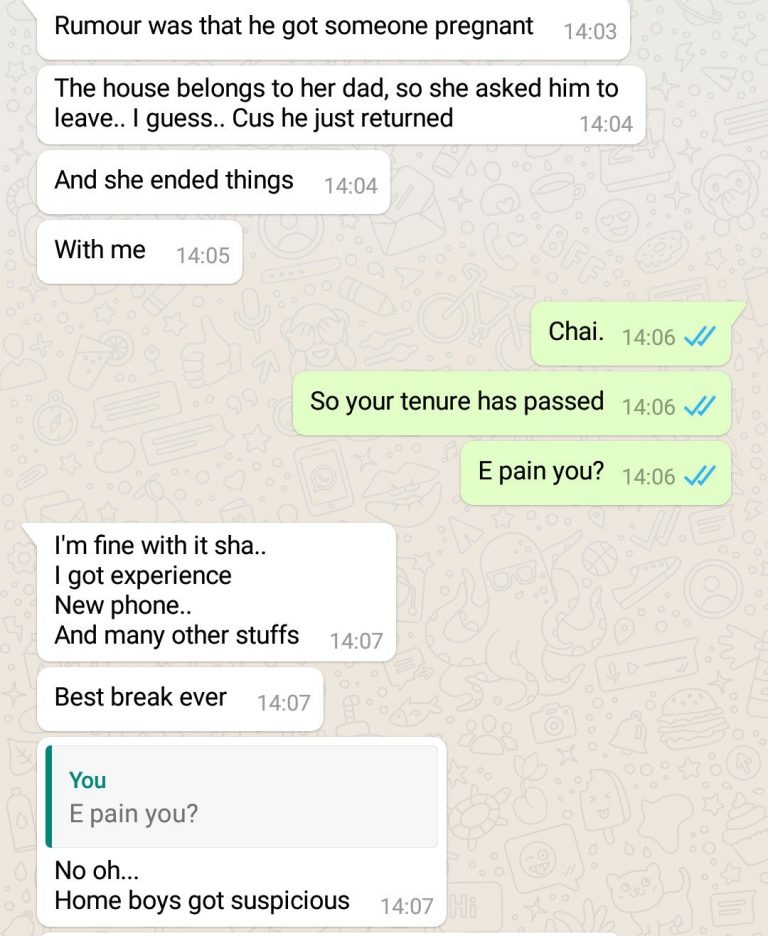 Rumour was that he got someone pregnant 14:03
The house belongs to her dad, so she asked him to
leave.. I guess.. Cus he just returned 14:04
And she ended things 14:04
With me 14:05
Chai. 14:06
So your tenure has passed 14:06
E pain you? 14:06
I'm fine with it sha..
I got experience
New phone..
And many other stuffs 14:07
Best break ever 14:07
You
E pain you?
No oh...
Home boys got suspicious 14:07